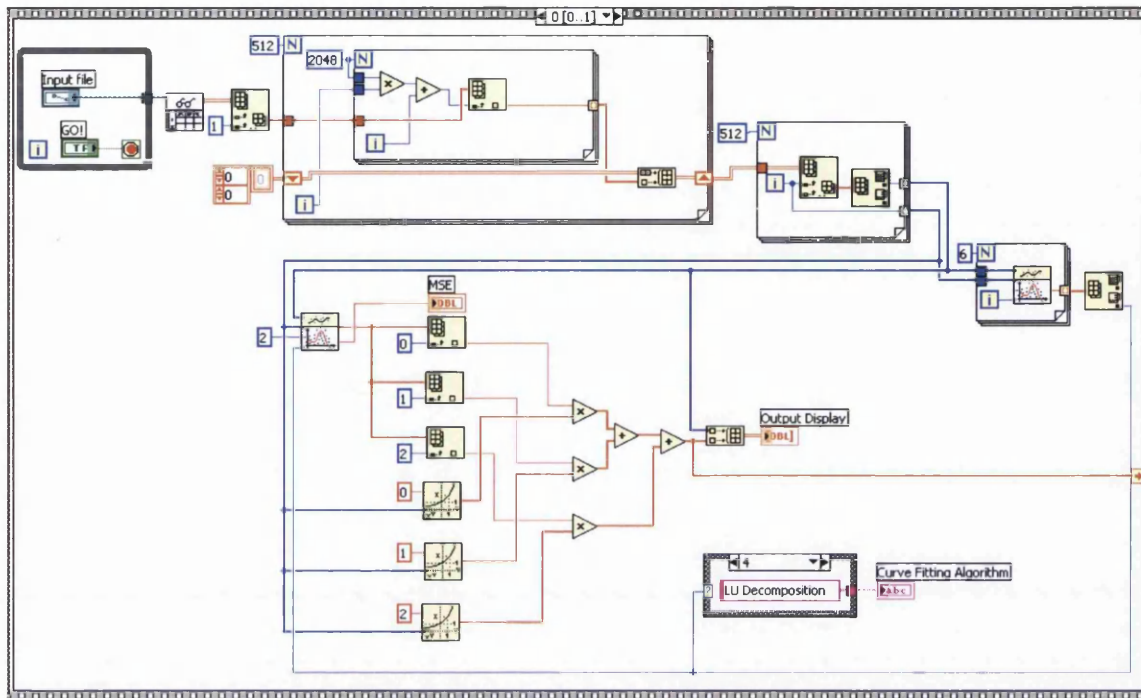 0 [0..1]
512 N
2048 N
Input file
GO!
TF
i
1
i
0
0
0
i
512 N
i
6 N
i
MSE
DBL
2
0
1
2
0
1
2
Output Display
DBL]
4
?
LU Decomposition
Curve Fitting Algorithm
Abc